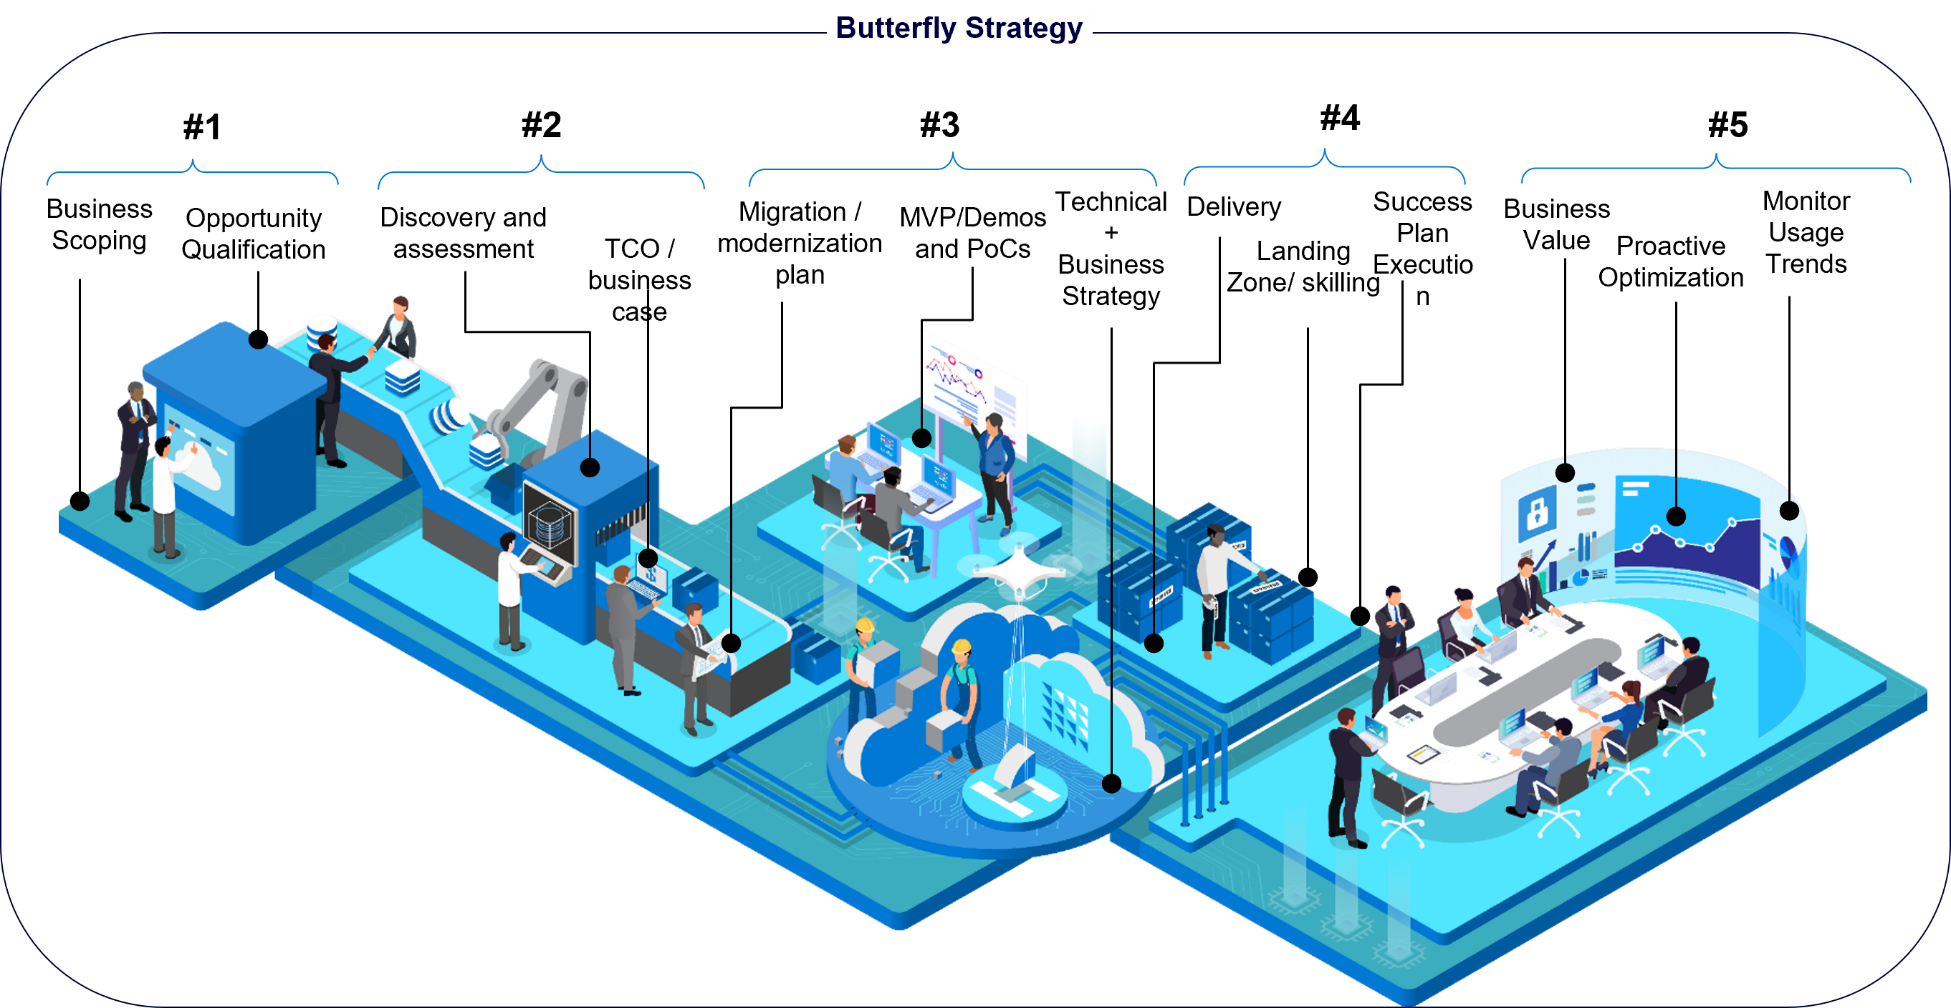 Butterfly Strategy
#1
#2
#3
#4
#5
Business
Scoping
Opportunity
Qualification
Discovery and
assessment
TCO /
business
case
Migration /
modernization
plan
MVP/Demos
and PoCs
Technical
+
Business
Strategy
Delivery
Landing
Zone/ skilling
Success
Plan
Executio
n
Business
Value
Proactive
Optimization
Monitor
Usage
Trends